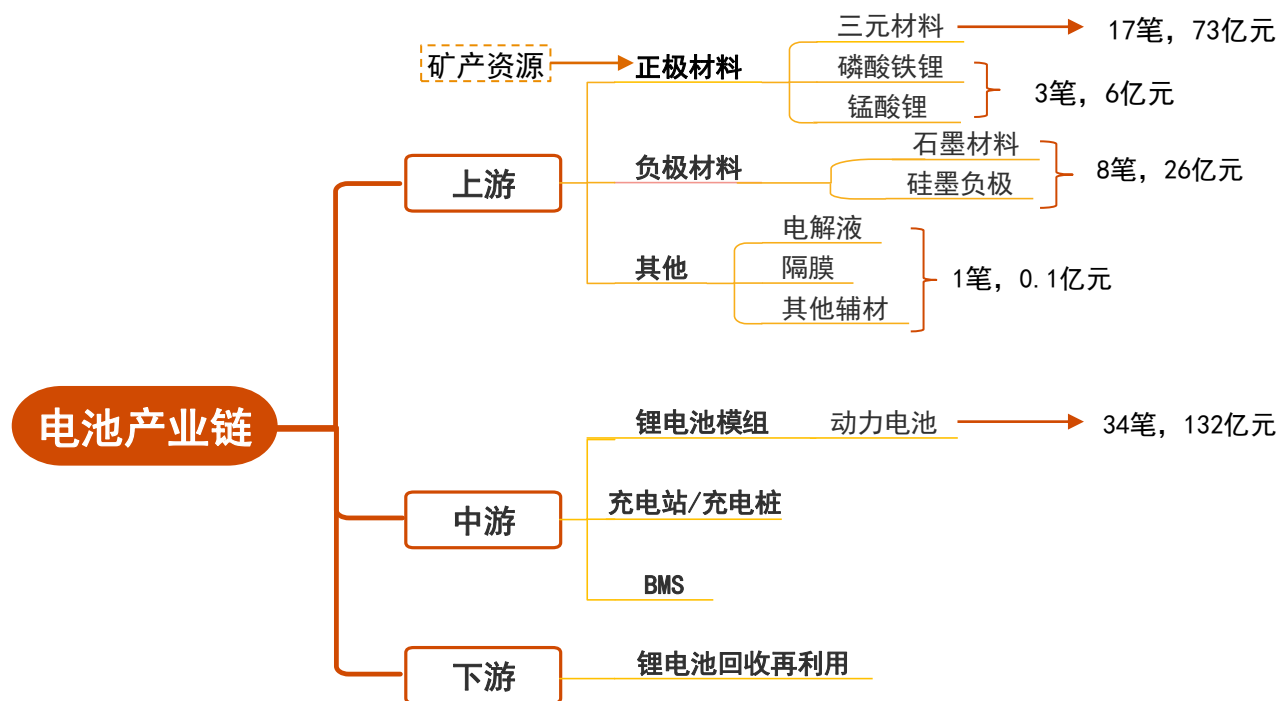 三元材料
17笔，73亿元
矿产资源
正极材料
磷酸铁锂
3笔，6亿元
锰酸锂
石墨材料
负极材料
8笔，26亿元
上游
硅墨负极
电解液
其他
隔膜
1笔，0.1亿元
其他辅材
电池产业链
锂电池模组
动力电池
34笔，132亿元
充电站/充电桩
中游
BMS
下游
锂电池回收再利用